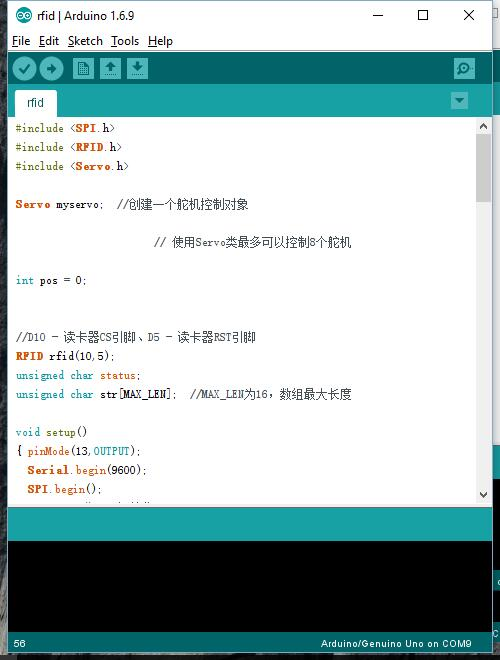 rfid | Arduino 1.6.9
File Edit Sketch Tools Help
rfid
#include <SPI.h>
#include <RFID.h>
#include <Servo.h>
Servo myservo;  //创建一个舵机控制对象
// 使用Servo类最多可以控制8个舵机
int pos = 0;
//D10 - 读卡器CS引脚、D5 - 读卡器RST引脚
RFID rfid(10,5);
unsigned char status;
unsigned char str[MAX_LEN];  //MAX_LEN为16，数组最大长度
void setup()
{ pinMode(13,OUTPUT);
Serial.begin(9600);
SPI.begin();
56
Arduino/Genuino Uno on COM9